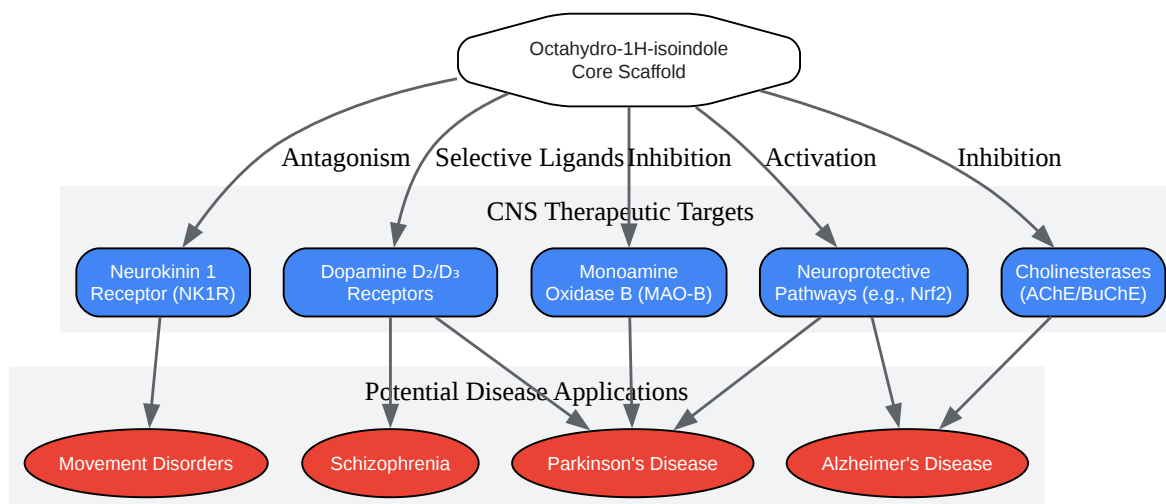 Octahydro-1H-isoindole
Core Scaffold
Antagonism
Selective Ligands
Inhibition
Activation
Inhibition
CNS Therapeutic Targets
Neurokinin 1
Receptor (NK1R)
Dopamine D₂/D₃
Receptors
Monoamine
Oxidase B (MAO-B)
Neuroprotective
Pathways (e.g., Nrf2)
Cholinesterases
(AChE/BuChE)
Potential Disease Applications
Movement Disorders
Schizophrenia
Parkinson's Disease
Alzheimer's Disease